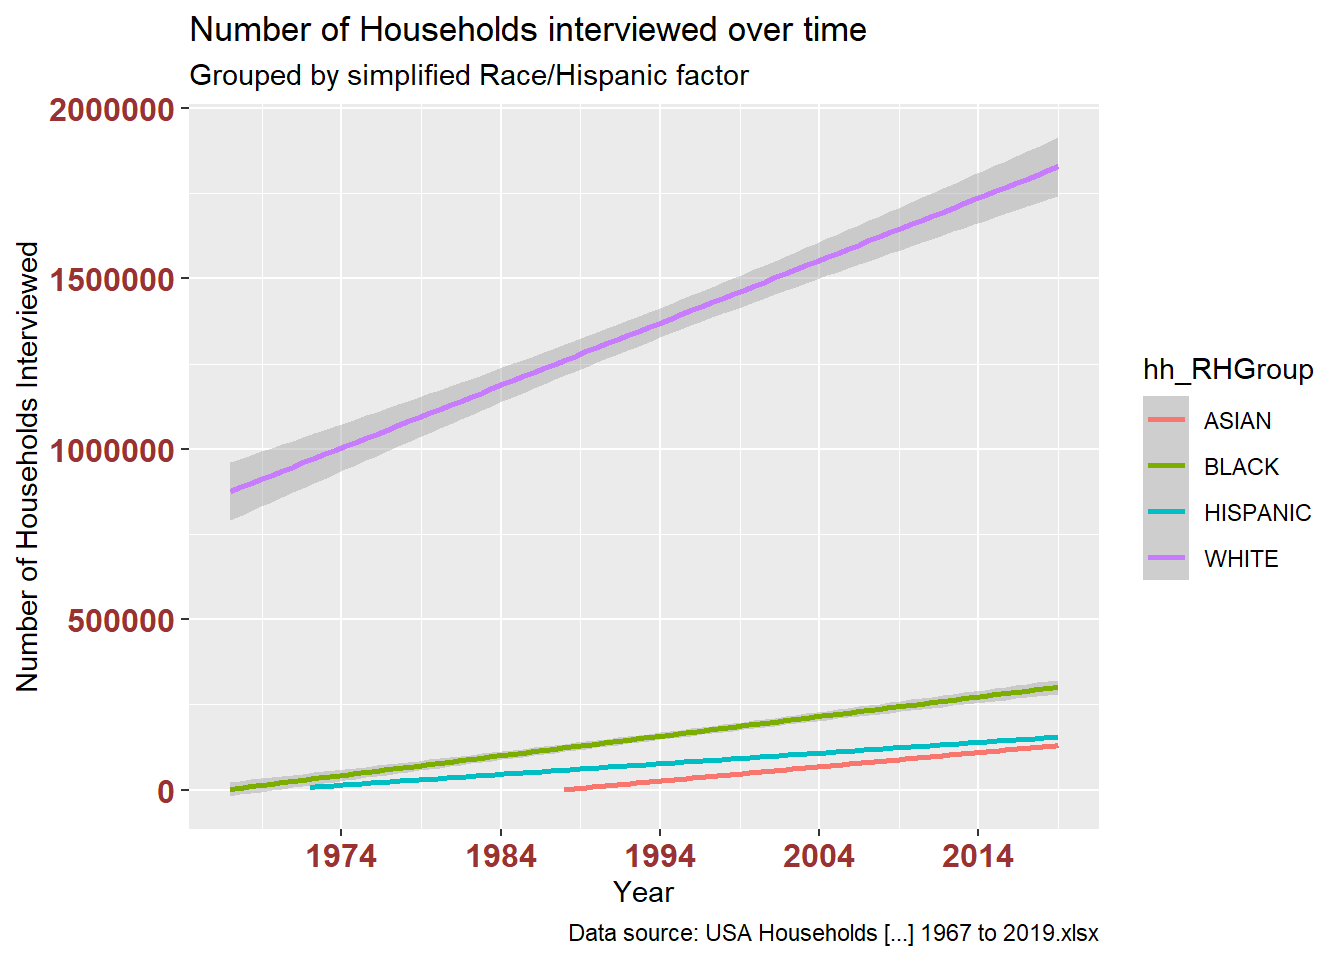 Number of Households interviewed over time
Grouped by simplified Race/Hispanic factor
2000000
1500000
1000000
500000
0
Number of Households Interviewed
1974 1984 1994 2004 2014
Year
hh_RHGroup
ASIAN
BLACK
HISPANIC
WHITE
Data source: USA Households [...] 1967 to 2019.xlsx